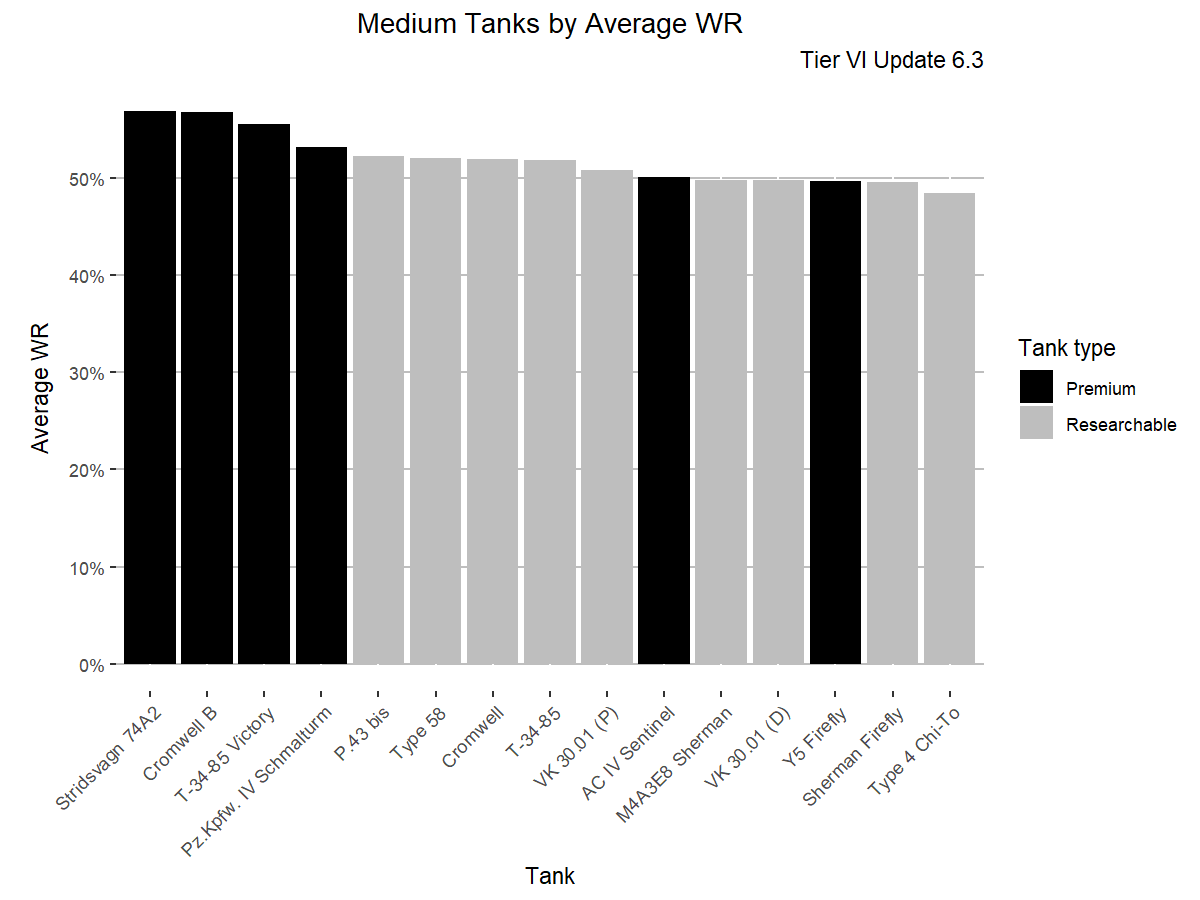 Medium Tanks by Average WR
Tier VI Update 6.3
Average WR
50%
40%
30%
20%
10%
0%
Stridsvagn 74A2
Cromwell B
T-34-85 Victory
Pz.Kpfw. IV Schmalturm
P.43 bis
Type 58
Cromwell
T-34-85
VK 30.01 (P)
AC IV Sentinel
M4A3E8 Sherman
VK 30.01 (D)
Y5 Firefly
Sherman Firefly
Type 4 Chi-To
Tank
Tank type
Premium
Researchable